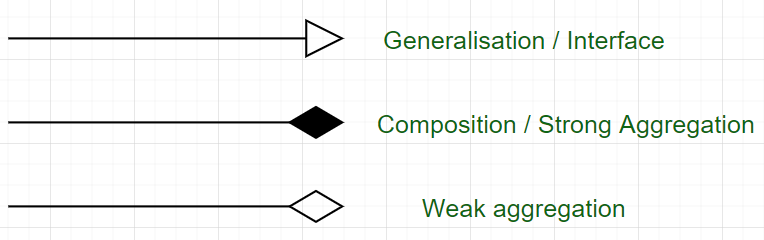 Generalisation / Interface
Composition / Strong Aggregation
Weak aggregation